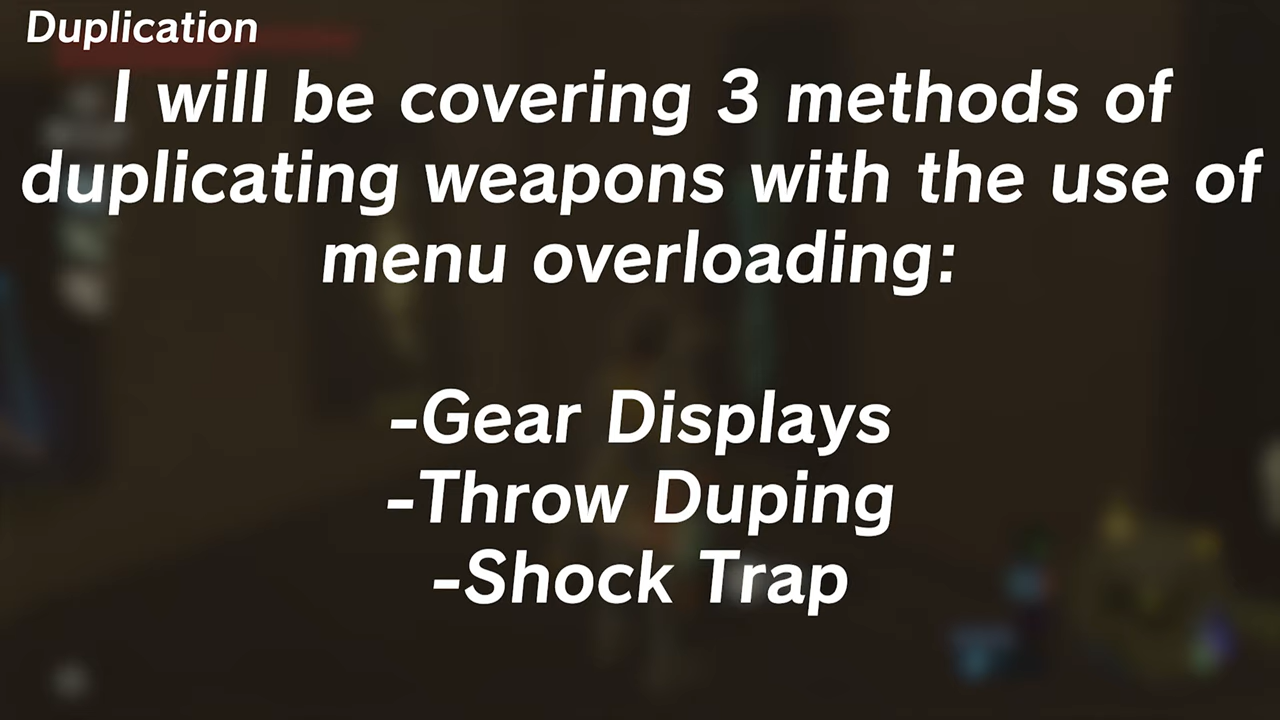 Duplication
I will be covering 3 methods of
duplicating weapons with the use of
menu overloading:
-Gear Displays
-Throw Duping
-Shock Trap